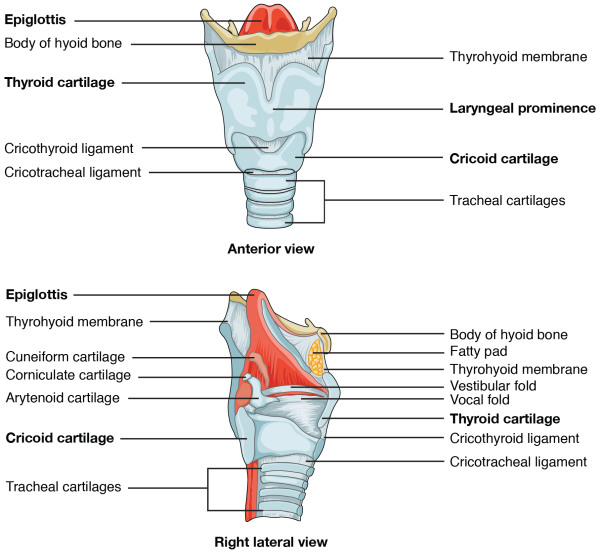 Epiglottis
Body of hyoid bone
Thyrohyoid membrane
Thyroid cartilage
Laryngeal prominence
Cricothyroid ligament
Cricoid cartilage
Cricotracheal ligament
Tracheal cartilages
Anterior view
Epiglottis
Thyrohyoid membrane
Body of hyoid bone
Fatty pad
Cuneiform cartilage
Thyrohyoid membrane
Corniculate cartilage
Vestibular fold
Arytenoid cartilage
Vocal fold
Thyroid cartilage
Cricoid cartilage
Cricothyroid ligament
Cricotracheal ligament
Tracheal cartilages
Right lateral view